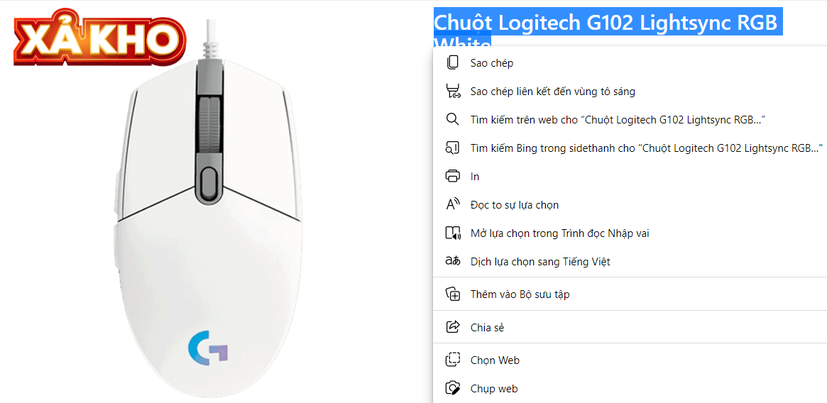 XẢ KHO
Chuột Logitech G102 Lightsync RGB
White
Sao chép
Sao chép liên kết đến vùng tô sáng
Tìm kiếm trên web cho “Chuột Logitech G102 Lightsync RGB...”
Tìm kiếm Bing trong sidethanh cho "Chuột Logitech G102 Lightsync RGB..."
In
Đọc to sự lựa chọn
Mở lựa chọn trong Trình đọc Nhập vai
Dịch lựa chọn sang Tiếng Việt
Thêm vào Bộ sưu tập
Chia sẻ
Chọn Web
Chụp web